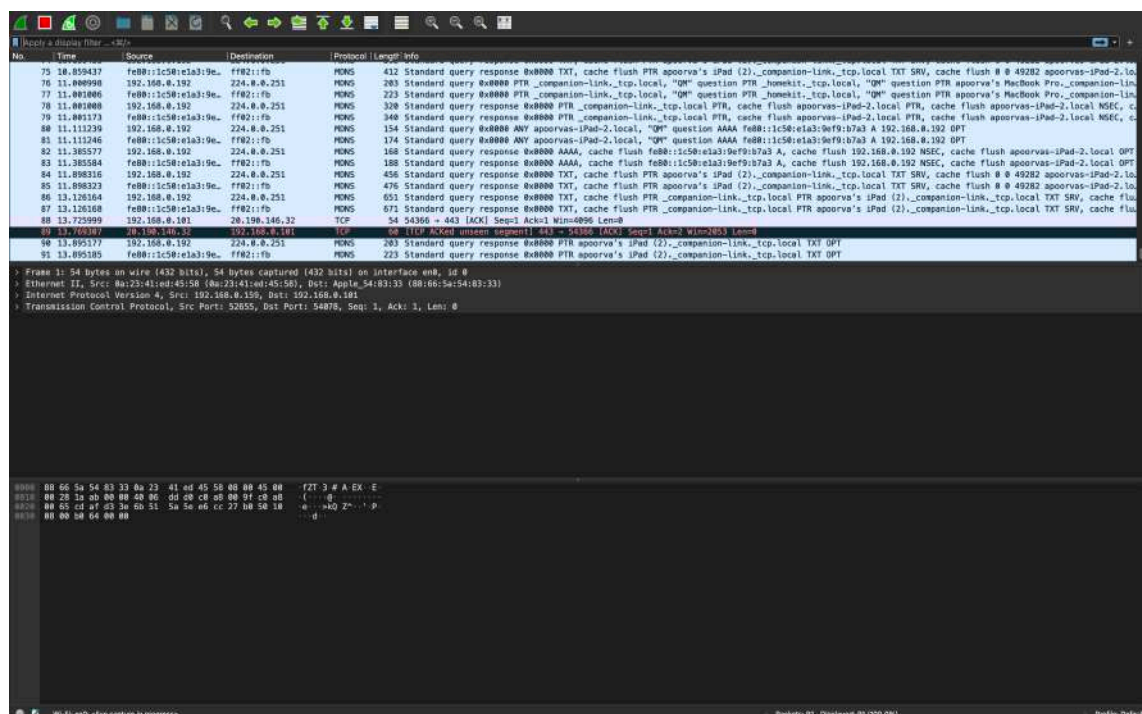 Apply a display filter ... <⌘/>
No. Time Source Destination Protocol Length Info
75 10.859437 fe80::1c50:e1a3:9e… ff02::fb MDNS 412 Standard query response 0x0000 TXT, cache flush PTR apoorva's iPad (2)._companion-link._tcp.local TXT SRV, cache flush 0 0 49282 apoorvas-iPad-2.lo…
76 11.000998 192.168.0.192 224.0.0.251 MDNS 203 Standard query 0x0000 PTR _companion-link._tcp.local, "QM" question PTR _homekit._tcp.local, "QM" question PTR apoorva's MacBook Pro._companion-lin…
77 11.001006 fe80::1c50:e1a3:9e… ff02::fb MDNS 223 Standard query 0x0000 PTR _companion-link._tcp.local, "QM" question PTR _homekit._tcp.local, "QM" question PTR apoorva's MacBook Pro._companion-lin…
78 11.001008 192.168.0.192 224.0.0.251 MDNS 320 Standard query response 0x0000 PTR _companion-link._tcp.local PTR, cache flush apoorvas-iPad-2.local PTR, cache flush apoorvas-iPad-2.local NSEC, c…
79 11.001173 fe80::1c50:e1a3:9e… ff02::fb MDNS 340 Standard query response 0x0000 PTR _companion-link._tcp.local PTR, cache flush apoorvas-iPad-2.local PTR, cache flush apoorvas-iPad-2.local NSEC, c…
80 11.111239 192.168.0.192 224.0.0.251 MDNS 154 Standard query 0x0000 ANY apoorvas-iPad-2.local, "QM" question AAAA fe80::1c50:e1a3:9ef9:b7a3 A 192.168.0.192 OPT
81 11.111246 fe80::1c50:e1a3:9e… ff02::fb MDNS 174 Standard query 0x0000 ANY apoorvas-iPad-2.local, "QM" question AAAA fe80::1c50:e1a3:9ef9:b7a3 A 192.168.0.192 OPT
82 11.385577 192.168.0.192 224.0.0.251 MDNS 168 Standard query response 0x0000 AAAA, cache flush fe80::1c50:e1a3:9ef9:b7a3 A, cache flush 192.168.0.192 NSEC, cache flush apoorvas-iPad-2.local OPT
83 11.385584 fe80::1c50:e1a3:9e… ff02::fb MDNS 188 Standard query response 0x0000 AAAA, cache flush fe80::1c50:e1a3:9ef9:b7a3 A, cache flush 192.168.0.192 NSEC, cache flush apoorvas-iPad-2.local OPT
84 11.898316 192.168.0.192 224.0.0.251 MDNS 456 Standard query response 0x0000 TXT, cache flush PTR apoorva's iPad (2)._companion-link._tcp.local TXT SRV, cache flush 0 0 49282 apoorvas-iPad-2.lo…
85 11.898323 fe80::1c50:e1a3:9e… ff02::fb MDNS 476 Standard query response 0x0000 TXT, cache flush PTR apoorva's iPad (2)._companion-link._tcp.local TXT SRV, cache flush 0 0 49282 apoorvas-iPad-2.lo…
86 13.126164 192.168.0.192 224.0.0.251 MDNS 651 Standard query response 0x0000 TXT, cache flush PTR _companion-link._tcp.local PTR apoorva's iPad (2)._companion-link._tcp.local TXT SRV, cache flu…
87 13.126168 fe80::1c50:e1a3:9e… ff02::fb MDNS 671 Standard query response 0x0000 TXT, cache flush PTR _companion-link._tcp.local PTR apoorva's iPad (2)._companion-link._tcp.local TXT SRV, cache flu…
88 13.725999 192.168.0.101 20.190.146.32 TCP 54 54366 → 443 [ACK] Seq=1 Ack=1 Win=4096 Len=0
89 13.769307 20.190.146.32 192.168.0.101 TCP 60 [TCP ACKed unseen segment] 443 → 54366 [ACK] Seq=1 Ack=2 Win=2053 Len=0
90 13.895177 192.168.0.192 224.0.0.251 MDNS 203 Standard query response 0x0000 PTR apoorva's iPad (2)._companion-link._tcp.local TXT OPT
91 13.895185 fe80::1c50:e1a3:9e… ff02::fb MDNS 223 Standard query response 0x0000 PTR apoorva's iPad (2)._companion-link._tcp.local TXT OPT
> Frame 1: 54 bytes on wire (432 bits), 54 bytes captured (432 bits) on interface en0, id 0
> Ethernet II, Src: 0a:23:41:ed:45:58 (0a:23:41:ed:45:58), Dst: Apple_54:83:33 (88:66:5a:54:83:33)
> Internet Protocol Version 4, Src: 192.168.0.159, Dst: 192.168.0.101
> Transmission Control Protocol, Src Port: 52655, Dst Port: 54078, Seq: 1, Ack: 1, Len: 0
0000 88 66 5a 54 83 33 0a 23 41 ed 45 58 08 00 45 00 ·fZT·3·# A·EX··E·
0010 00 28 1a ab 00 00 40 06 dd d0 c0 a8 00 9f c0 a8 ·(····@· ········
0020 00 65 cd af d3 3e 6b 51 5a 5e e6 cc 27 b0 50 10 ·e···>kQ Z^··'·P·
0030 08 00 b0 64 00 00 ···d··